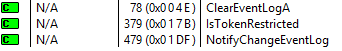 C N/A 78 (0x004E) ClearEventLogA
C N/A 379 (0x017B) IsTokenRestricted
C N/A 479 (0x01DF) NotifyChangeEventLog